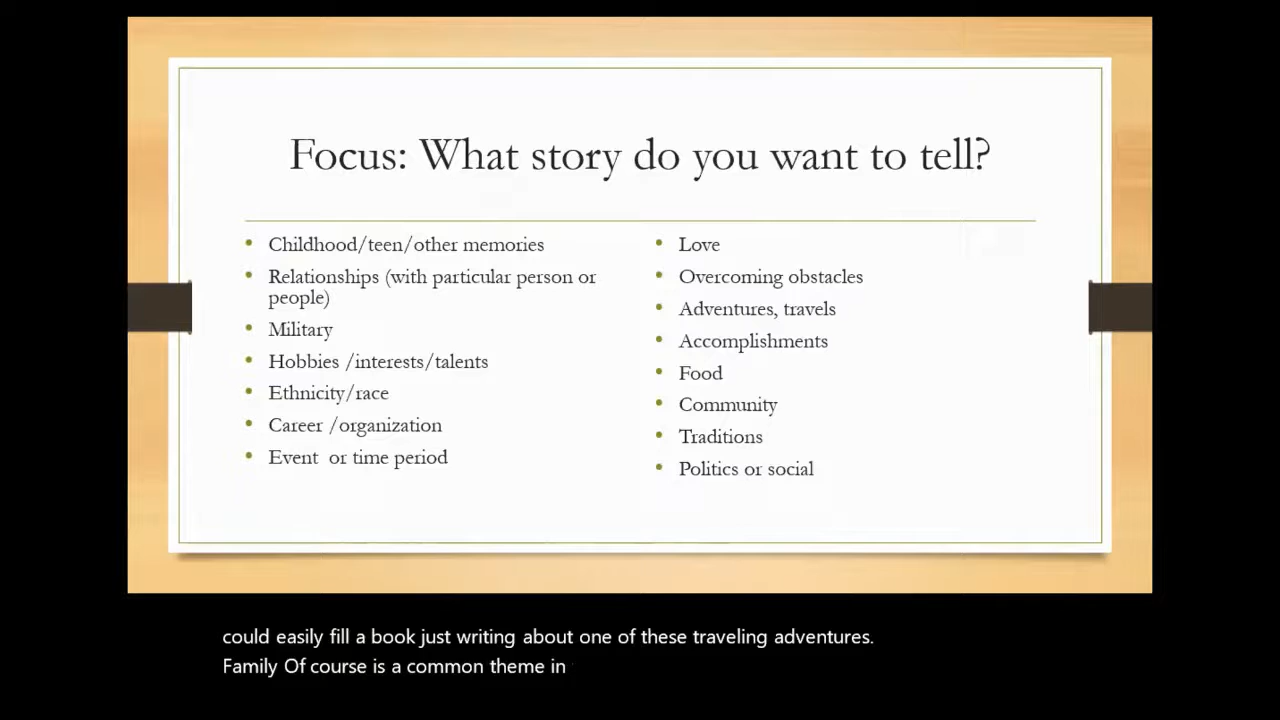 Focus: What story do you want to tell?
• Childhood/teen/other memories
• Relationships (with particular person or
people)
• Military
• Hobbies /interests/talents
• Ethnicity/race
• Career /organization
• Event  or time period
• Love
• Overcoming obstacles
• Adventures, travels
• Accomplishments
• Food
• Community
• Traditions
• Politics or social
could easily fill a book just writing about one of these traveling adventures.
Family Of course is a common theme in